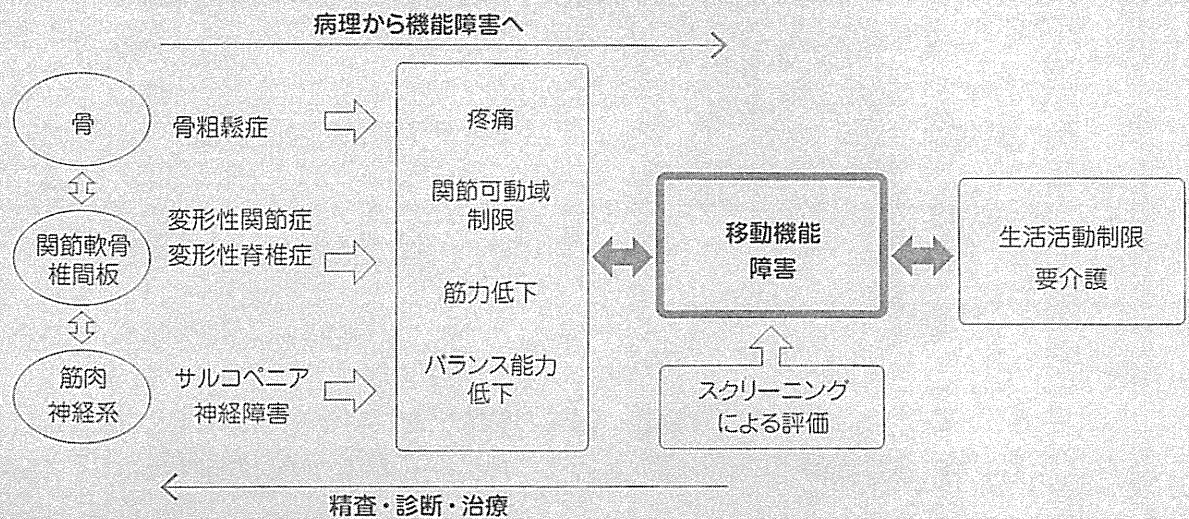 病理から機能障害へ
骨
骨粗鬆症
疼痛
関節可動域
制限
関節軟骨
椎間板
変形性関節症
変形性脊椎症
筋力低下
移動機能
障害
生活活動制限
要介護
筋肉
神経系
サルコペニア
神経障害
バランス能力
低下
スクリーニング
による評価
精査・診断・治療